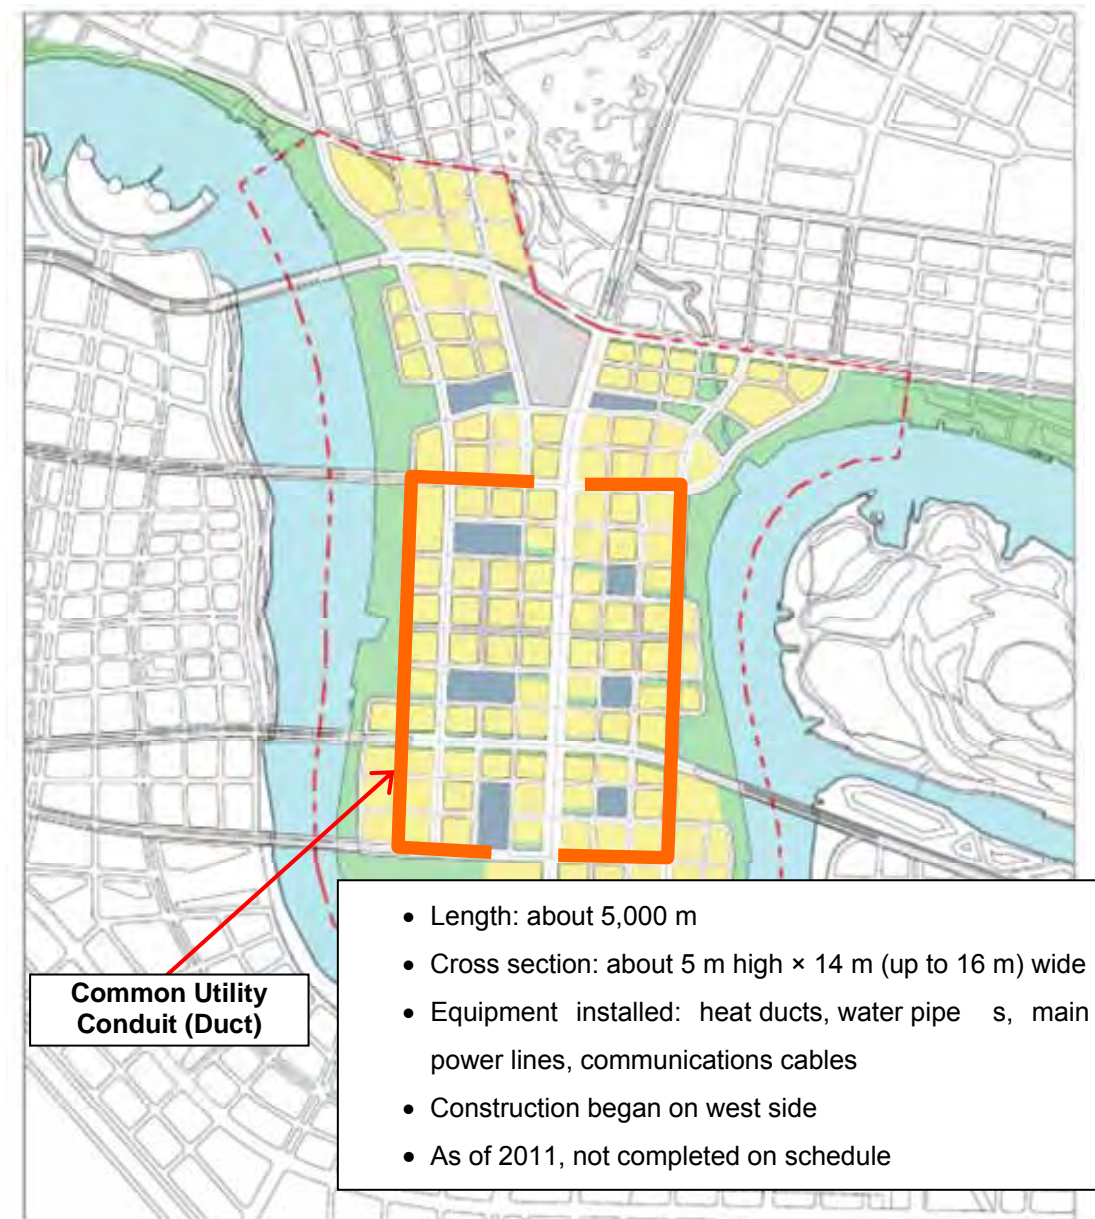 • Length: about 5,000 m
• Cross section: about 5 m high × 14 m (up to 16 m) wide
• Equipment installed: heat ducts, water pipe s, main
power lines, communications cables
• Construction began on west side
• As of 2011, not completed on schedule
Common Utility
Conduit (Duct)